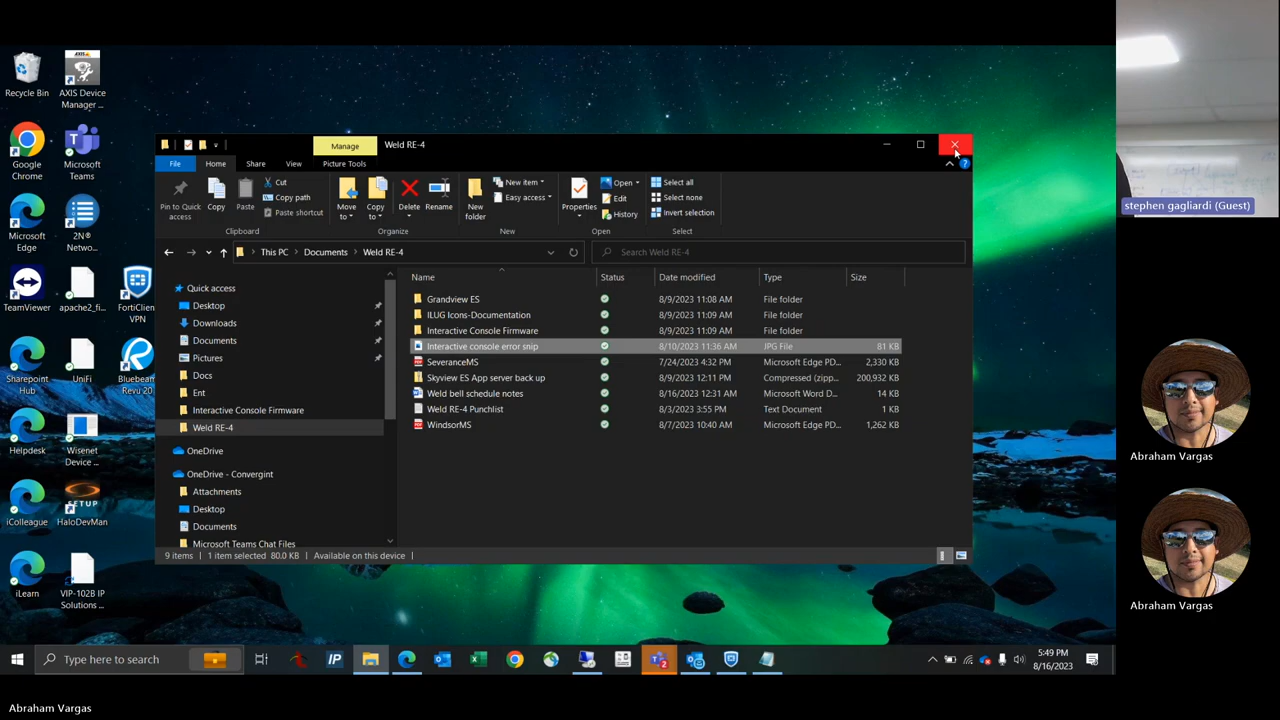 Recycle Bin
AXIS Device
Manager ...
Google
Chrome
Microsoft
Teams
Microsoft
Edge
2N®
Netwo...
TeamViewer
apache2_fi...
FortiClient
VPN
Sharepoint
Hub
UniFi
Bluebeam
Revu 20
Helpdesk
Wisenet
Device ...
iColleague
SETUP
HaloDevMan
iLearn
VIP-102B IP
Solutions ...
Manage
Weld RE-4
File
Home
Share
View
Picture Tools
Pin to Quick
access
Copy
Paste
Cut
Copy path
Paste shortcut
Clipboard
Move
to
Copy
to
Delete
Rename
Organize
New
folder
New item
Easy access
New
Properties
Open
Edit
History
Open
Select all
Select none
Invert selection
Select
This PC > Documents > Weld RE-4
Search Weld RE-4
Quick access
Desktop
Downloads
Documents
Pictures
Docs
Ent
Interactive Console Firmware
Weld RE-4
OneDrive
OneDrive - Convergint
Attachments
Desktop
Documents
Microsoft Teams Chat Files
Name Status Date modified Type Size
Grandview ES 8/9/2023 11:08 AM File folder
ILUG Icons-Documentation 8/9/2023 11:09 AM File folder
Interactive Console Firmware 8/9/2023 11:09 AM File folder
Interactive console error snip 8/10/2023 11:36 AM JPG File 81 KB
SeveranceMS 7/24/2023 4:32 PM Microsoft Edge PD... 2,330 KB
Skyview ES App server back up 8/9/2023 12:11 PM Compressed (zipp... 200,932 KB
Weld bell schedule notes 8/16/2023 12:31 AM Microsoft Word D... 14 KB
Weld RE-4 Punchlist 8/3/2023 3:55 PM Text Document 1 KB
WindsorMS 8/7/2023 10:40 AM Microsoft Edge PD... 1,262 KB
9 items 1 item selected 80.0 KB Available on this device
Type here to search
IP
2
5:49 PM
8/16/2023
stephen gagliardi (Guest)
Abraham Vargas
Abraham Vargas
Abraham Vargas